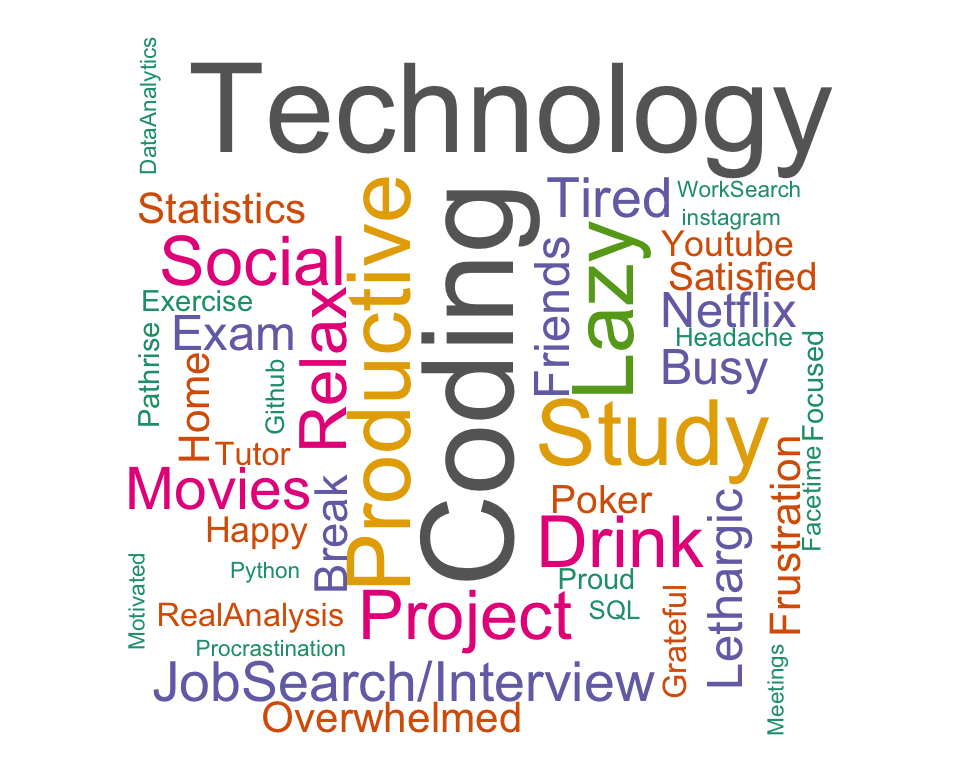 DataAnalytics
Technology
Statistics
Productive
Coding
Tired
WorkSearch
instagram
Social
Friends
Lazy
Youtube
Satisfied
Exercise
Exam
Relax
Netflix
Headache
Pathrise
Home
Github
Busy
Focused
Study
Tutor
Movies
Break
Poker
Lethargic
Frustration
Facetime
Happy
Drink
Motivated
Python
Proud
RealAnalysis
Project
SQL
Grateful
Procrastination
Meetings
JobSearch/Interview
Overwhelmed